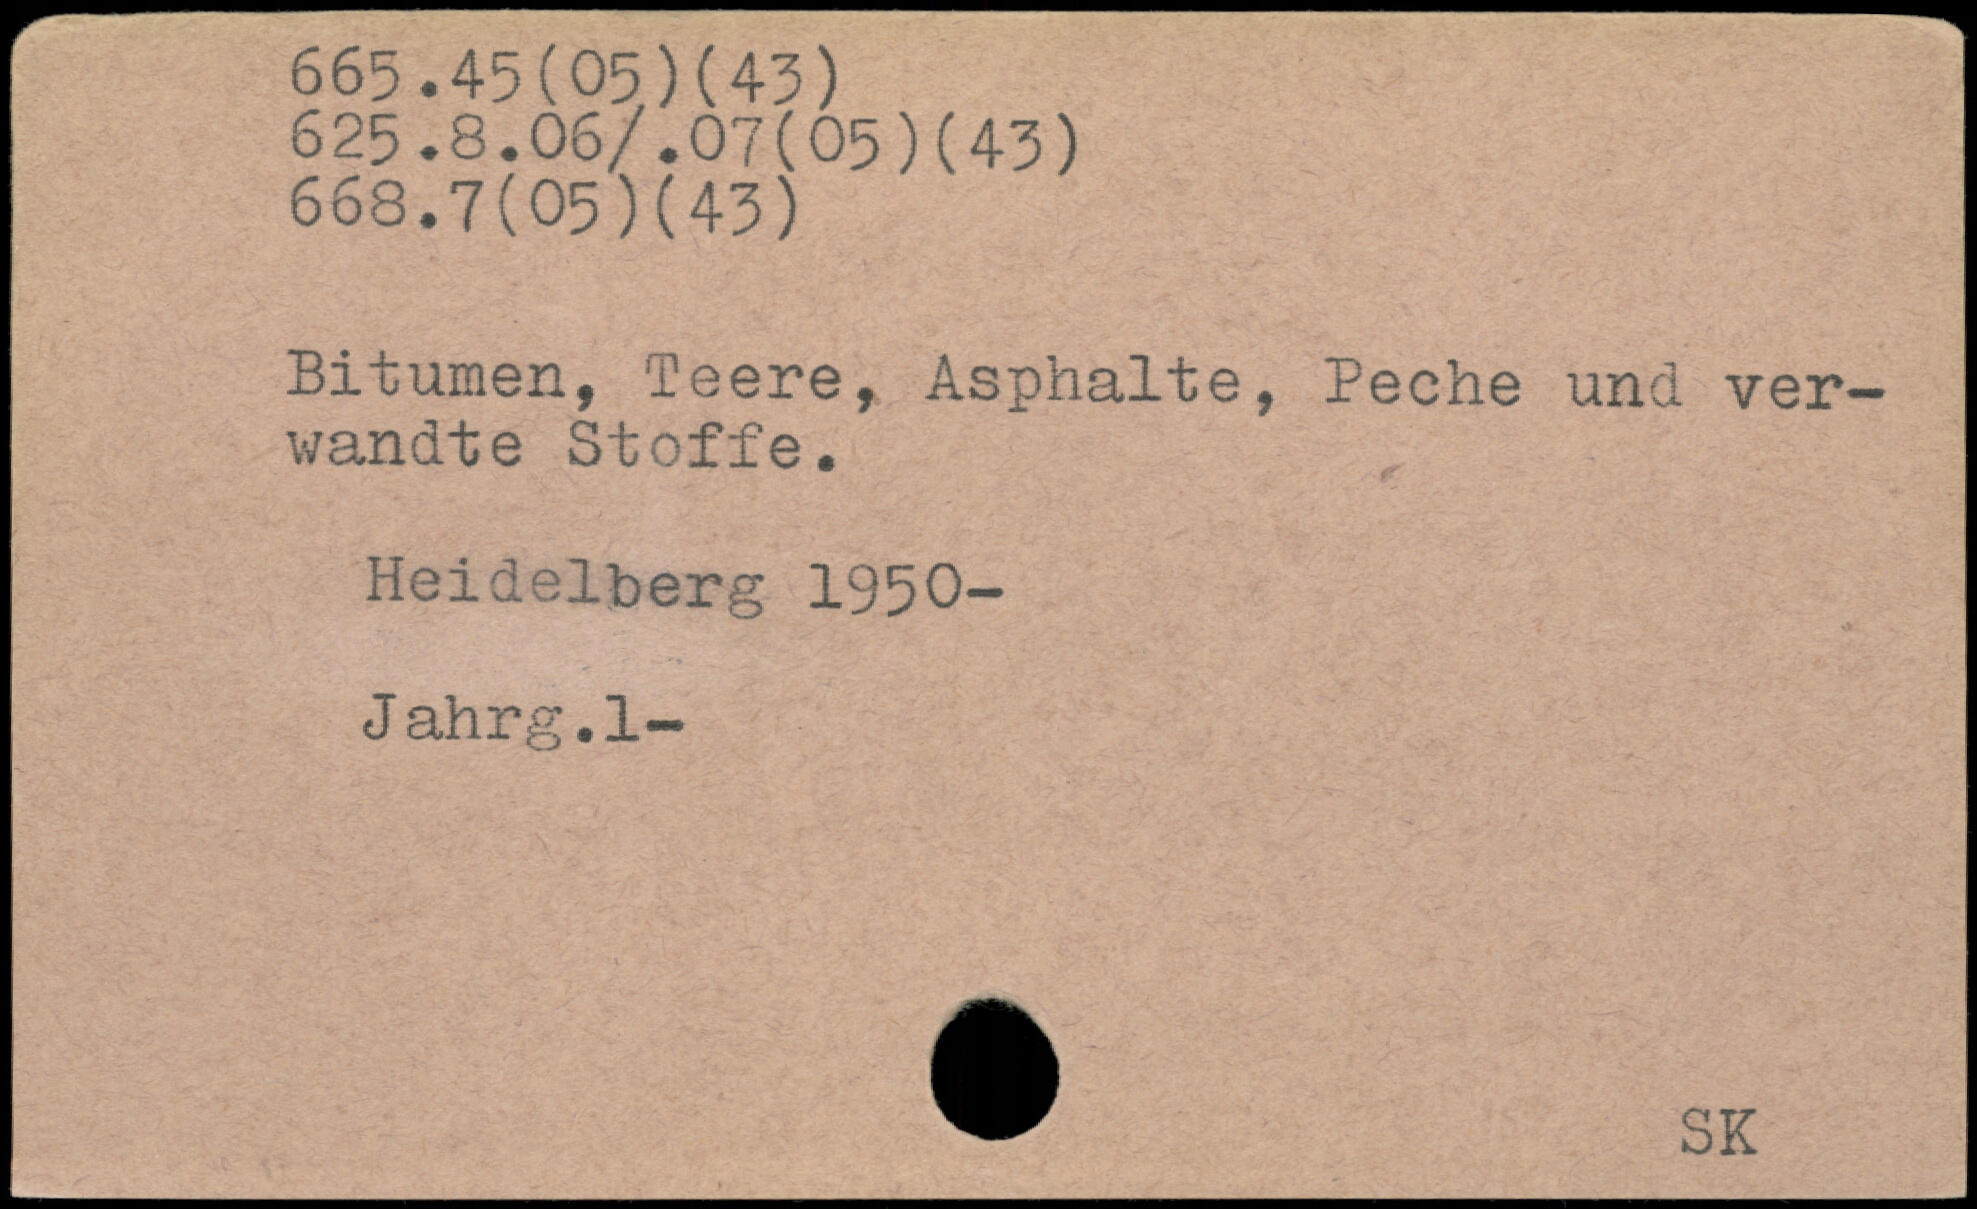 665.45(05)(43)
625.8.06/.07(05)(43)
668.7(05)(43)
Bitumen, Teere, Asphalte, Peche und ver-
wandte Stoffe.
Heidelberg 1950-
Jahrg.1-
SK